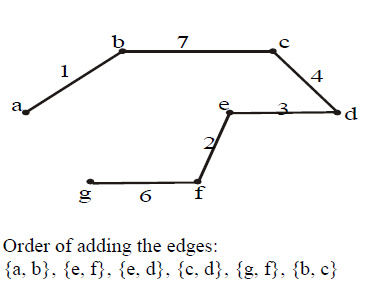 b 7 c
1 4
a e 3 d
2
g 6 f
Order of adding the edges:
{a, b}, {e, f}, {e, d}, {c, d}, {g, f}, {b, c}